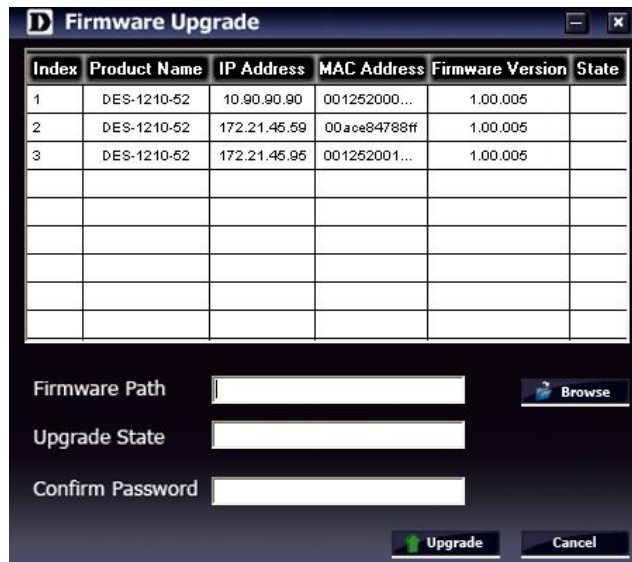 D Firmware Upgrade
Index Product Name IP Address MAC Address Firmware Version State
1 DES-1210-52 10.90.90.90 001252000... 1.00.005
2 DES-1210-52 172.21.45.59 00ace84788ff 1.00.005
3 DES-1210-52 172.21.45.95 001252001... 1.00.005
Firmware Path Browse
Upgrade State
Confirm Password
Upgrade Cancel